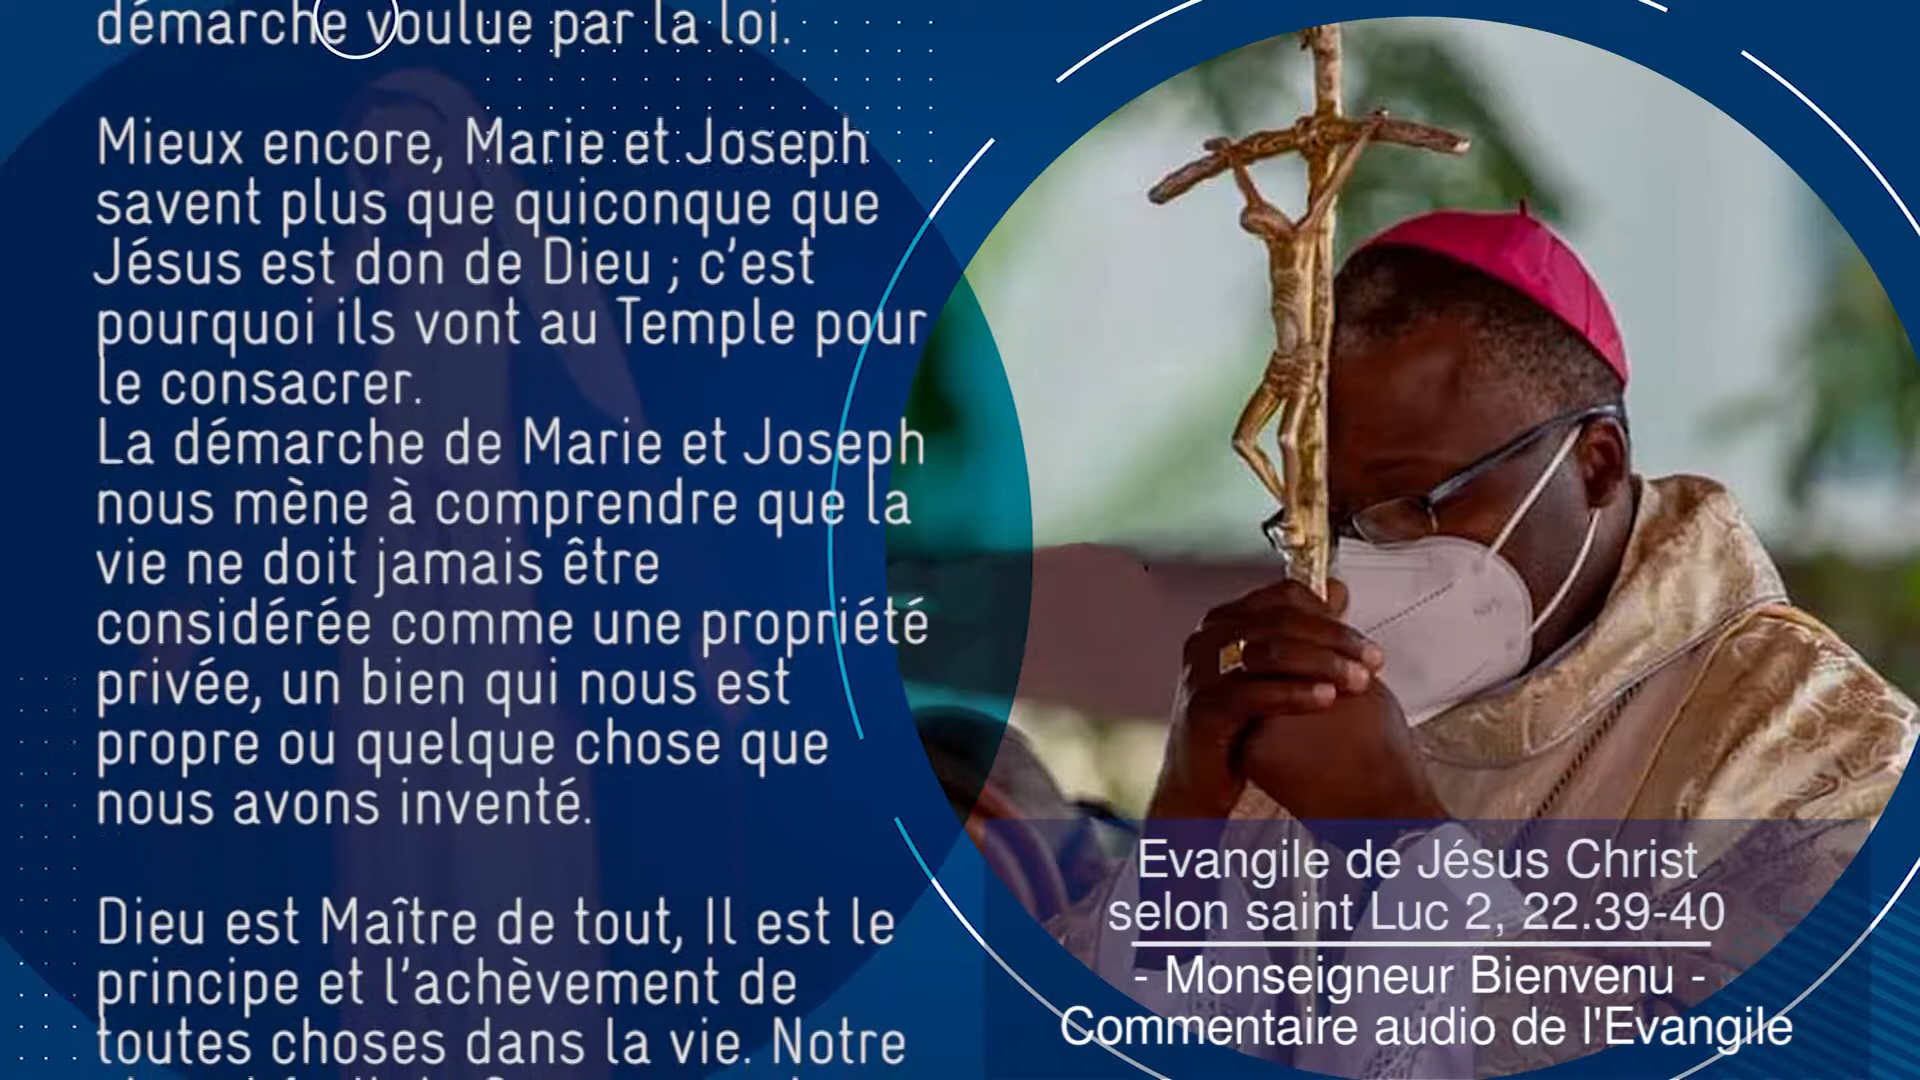 démarche voulue par la loi.
Mieux encore, Marie et Joseph
savent plus que quiconque que
Jésus est don de Dieu ; c'est
pourquoi ils vont au Temple pour
le consacrer.
La démarche de Marie et Joseph
nous mène à comprendre que la
vie ne doit jamais être
considérée comme une propriété
privée, un bien qui nous est
propre ou quelque chose que
nous avons inventé.
Dieu est Maître de tout, Il est le
principe et l'achèvement de
toutes choses dans la vie. Notre
Evangile de Jésus Christ
selon saint Luc 2, 22.39-40
- Monseigneur Bienvenu -
Commentaire audio de l'Evangile